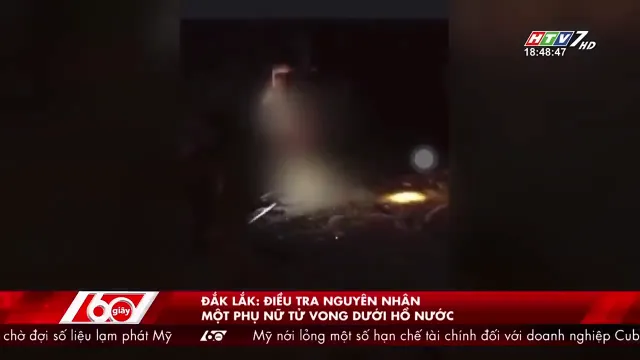 HTV7 HD
18:48:47
60 giây
ĐẮK LẮK: ĐIỀU TRA NGUYÊN NHÂN
MỘT PHỤ NỮ TỬ VONG DƯỚI HỒ NƯỚC
chờ đợi số liệu lạm phát Mỹ 60 Mỹ nới lỏng một số hạn chế tài chính đối với doanh nghiệp Cub